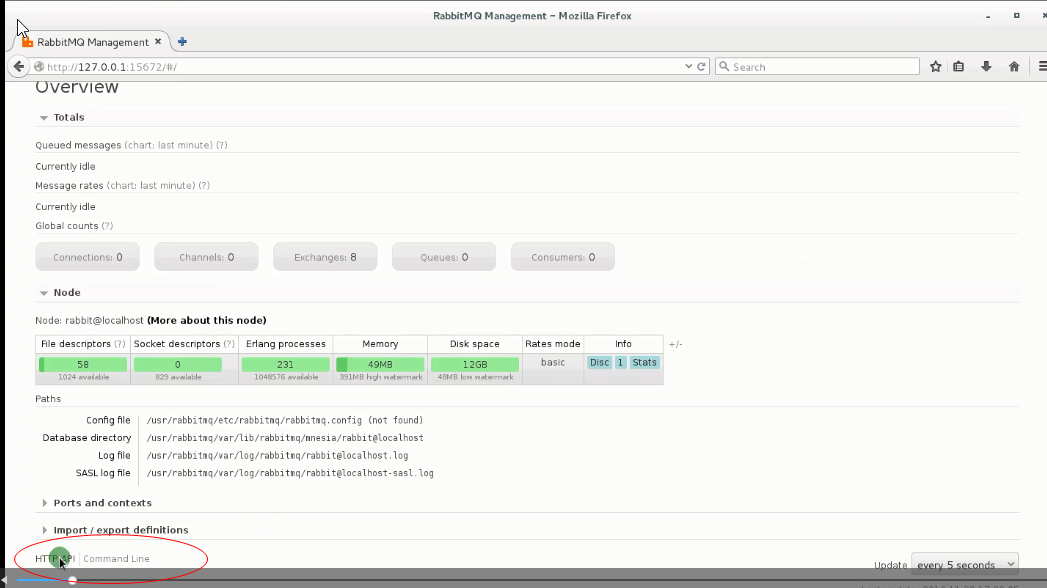 RabbitMQ Management - Mozilla Firefox
RabbitMQ Management
http://127.0.0.1:15672/#/
Search
Overview
Totals
Queued messages (chart: last minute) (?)
Currently idle
Message rates (chart: last minute) (?)
Currently idle
Global counts (?)
Connections: 0 Channels: 0 Exchanges: 8 Queues: 0 Consumers: 0
Node
Node: rabbit@localhost (More about this node)
File descriptors (?) Socket descriptors (?) Erlang processes Memory Disk space Rates mode Info +/-
58 0 231 49MB 12GB basic Disc 1 Stats
1024 available 829 available 1048576 available 391MB high watermark 48MB low watermark
Paths
Config file /usr/rabbitmq/etc/rabbitmq/rabbitmq.config (not found)
Database directory /usr/rabbitmq/var/lib/rabbitmq/mnesia/rabbit@localhost
Log file /usr/rabbitmq/var/log/rabbitmq/rabbit@localhost.log
SASL log file /usr/rabbitmq/var/log/rabbitmq/rabbit@localhost-sasl.log
Ports and contexts
Import / export definitions
HTTP API Command Line
Update every 5 seconds